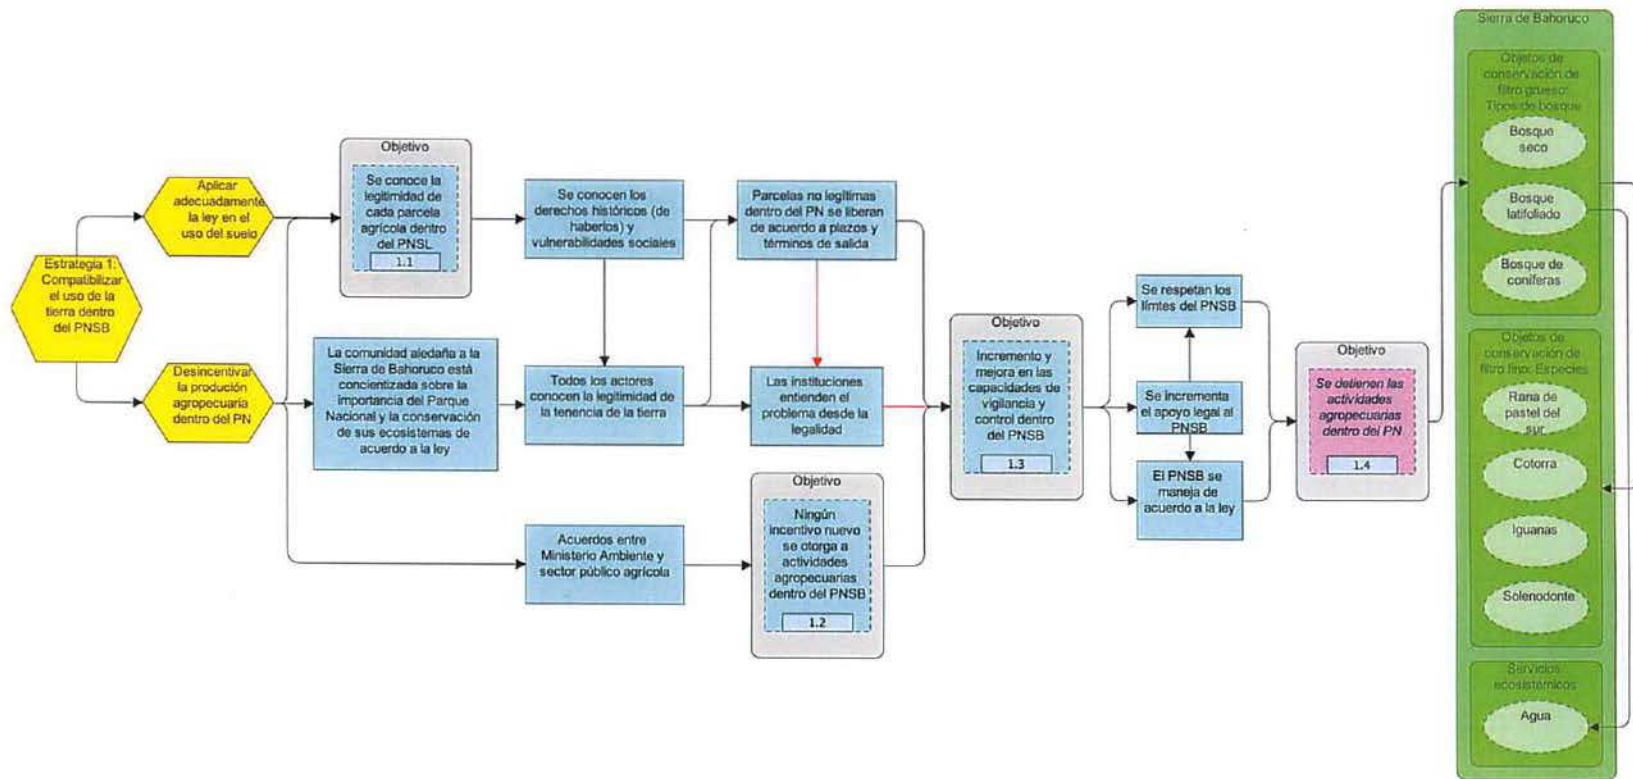 Estrategia 1:
Compatibilizar
el uso de la
tierra dentro
del PNSB
Aplicar
adecuadamente
la ley en el
uso del suelo
Desincentivar
la produción
agropecuaria
dentro del PN
Objetivo
Se conoce la
legitimidad de
cada parcela
agrícola dentro
del PNSL
1.1
La comunidad aledaña a la
Sierra de Bahoruco está
concientizada sobre la
importancia del Parque
Nacional y la conservación
de sus ecosistemas de
acuerdo a la ley
Se conocen los
derechos históricos (de
haberlos) y
vulnerabilidades sociales
Todos los actores
conocen la legitimidad de
la tenencia de la tierra
Acuerdos entre
Ministerio Ambiente y
sector público agrícola
Parcelas no legítimas
dentro del PN se liberan
de acuerdo a plazos y
términos de salida
Las instituciones
entienden el
problema desde la
legalidad
Objetivo
Ningún
incentivo nuevo
se otorga a
actividades
agropecuarias
dentro del PNSB
1.2
Objetivo
Incremento y
mejora en las
capacidades de
vigilancia y
control dentro
del PNSB
1.3
Se respetan los
límtes del PNSB
Se incrementa
el apoyo legal al
PNSB
El PNSB se
maneja de
acuerdo a la ley
Objetivo
Se detienen las
actividades
agropecuarias
dentro del PN
1.4
Sierra de Bahoruco
Objetos de
conservación de
filtro grueso:
Tipos de bosque
Bosque
seco
Bosque
latifoliado
Bosque de
coníferas
Objetos de
conservación de
filtro fino: Especies
Rana de
pastel del
sur
Cotorra
Iguanas
Solenodonte
Servicios
ecosistémicos
Agua